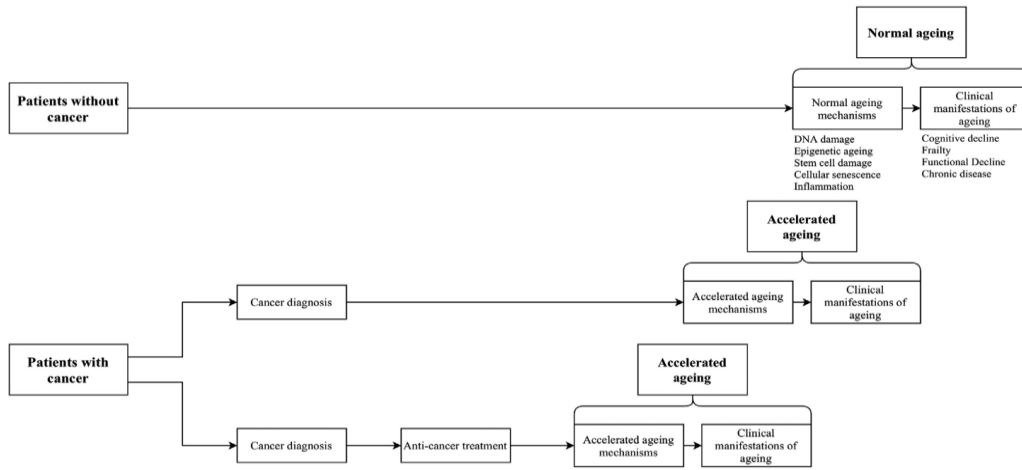 Normal ageing
Patients without
cancer
Normal ageing
mechanisms
Clinical
manifestations of
ageing
DNA damage
Epigenetic ageing
Stem cell damage
Cellular senescence
Inflammation
Cognitive decline
Frailty
Functional Decline
Chronic disease
Accelerated
ageing
Cancer diagnosis
Accelerated ageing
mechanisms
Clinical
manifestations of
ageing
Patients with
cancer
Accelerated
ageing
Cancer diagnosis
Anti-cancer treatment
Accelerated ageing
mechanisms
Clinical
manifestations of
ageing